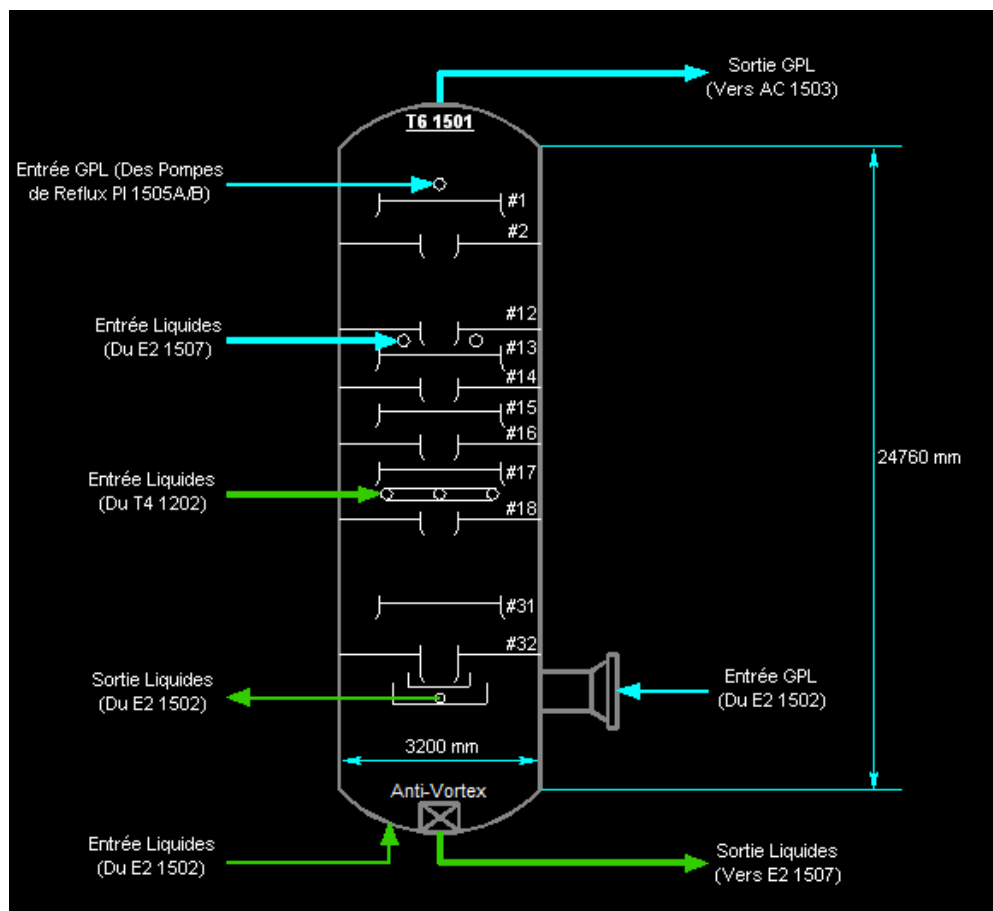 Sortie GPL
(Vers AC 1503)
T6 1501
Entrée GPL (Des Pompes
de Reflux PI 1505A/B)
#1
#2
Entrée Liquides
(Du E2 1507)
#12
#13
#14
#15
#16
24760 mm
Entrée Liquides
(Du T4 1202)
#17
#18
#31
#32
Sortie Liquides
(Du E2 1502)
Entrée GPL
(Du E2 1502)
3200 mm
Anti-Vortex
Entrée Liquides
(Du E2 1502)
Sortie Liquides
(Vers E2 1507)